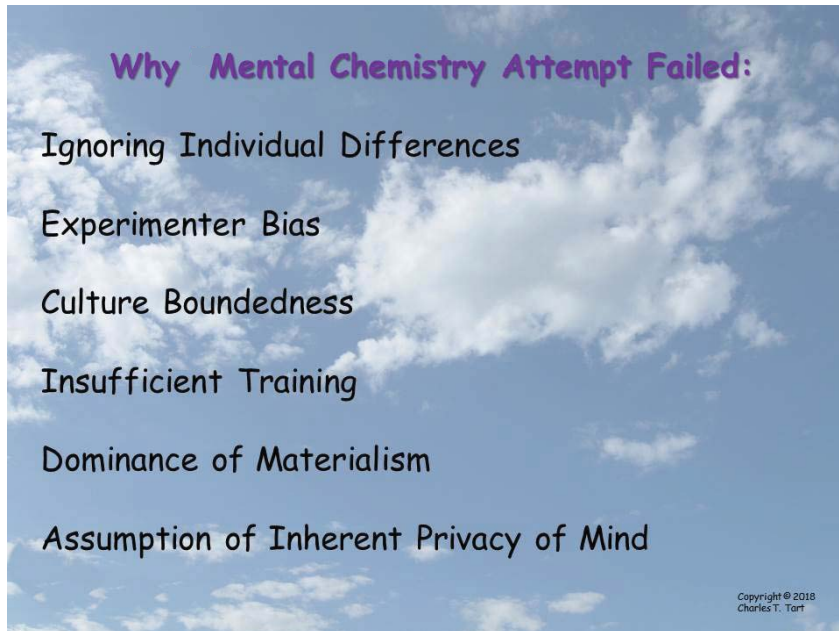 Why Mental Chemistry Attempt Failed:
Ignoring Individual Differences
Experimenter Bias
Culture Boundedness
Insufficient Training
Dominance of Materialism
Assumption of Inherent Privacy of Mind
Copyright © 2018
Charles T. Tart